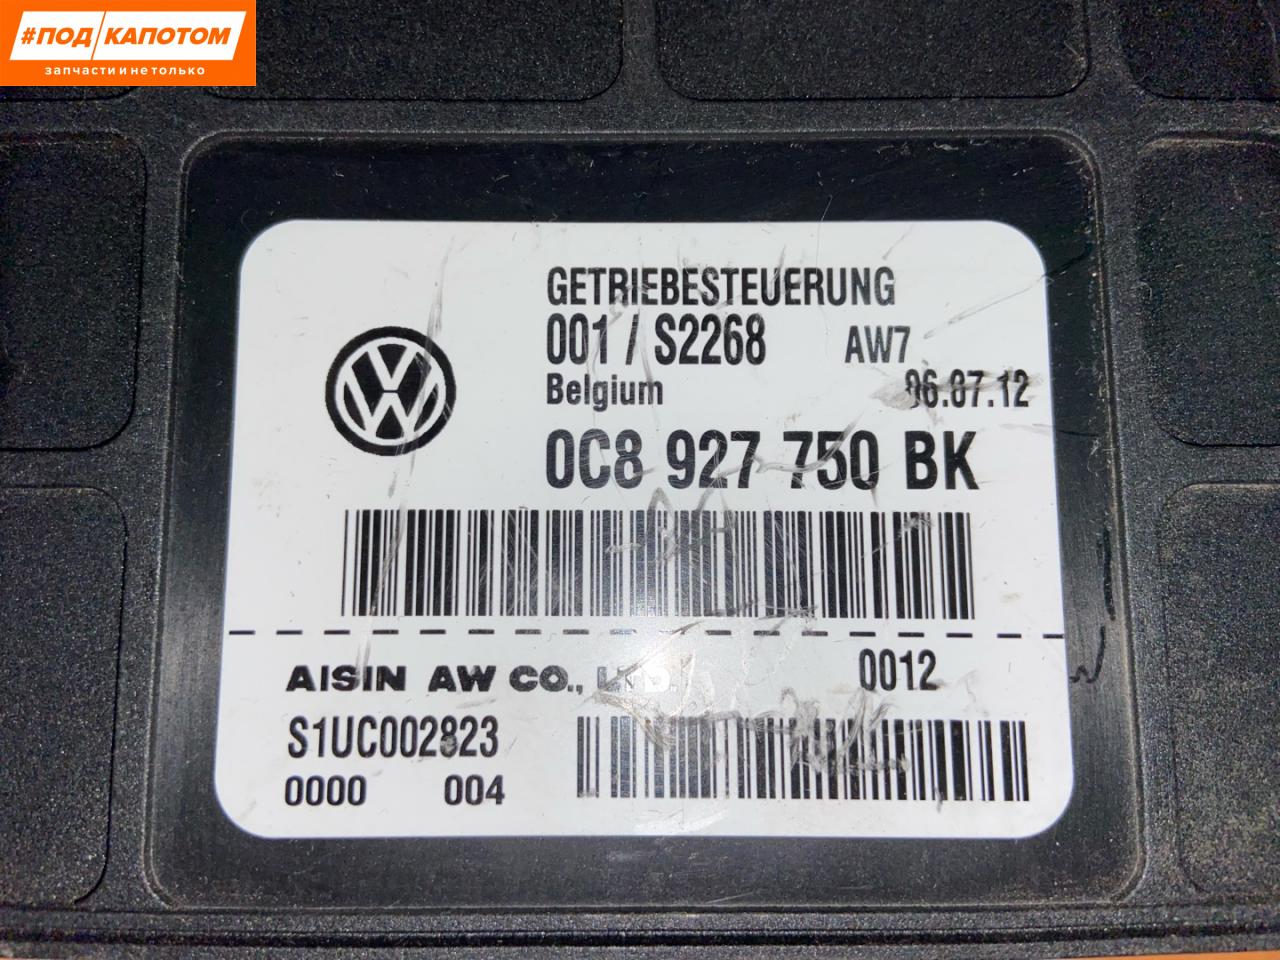 #ПОД/КАПОТОМ
запчасти и не только
GETRIEBESTEUERUNG
001 / S2268 AW7
Belgium 06.07.12
0C8 927 750 BK
AISIN AW CO., LTD.
0012
S1UC002823
0000 004